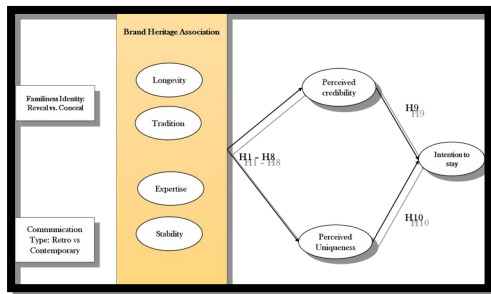 Brand Heritage Association
Familiness Identity:
Reveal vs. Conceal
Communication
Type: Retro vs
Contemporary
Longevity
Tradition
Expertise
Stability
H1 - H8
Perceived
credibility
Perceived
Uniqueness
H9
H10
Intention to
stay